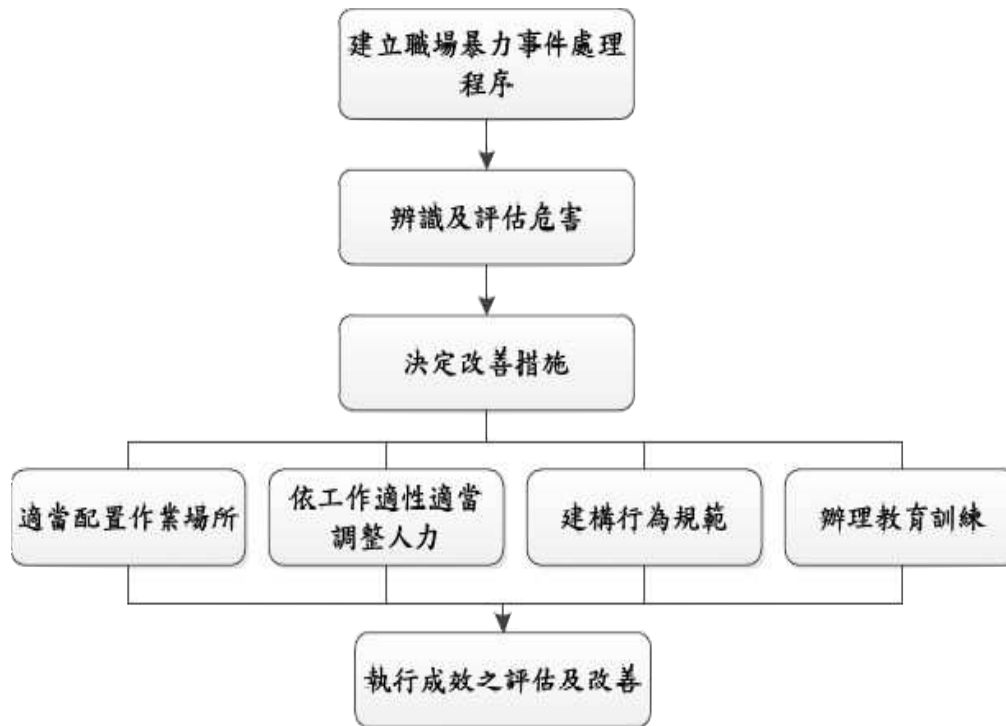 建立職場暴力事件處理
程序
辨識及評估危害
決定改善措施
適當配置作業場所
依工作適性適當
調整人力
建構行為規範
辦理教育訓練
執行成效之評估及改善